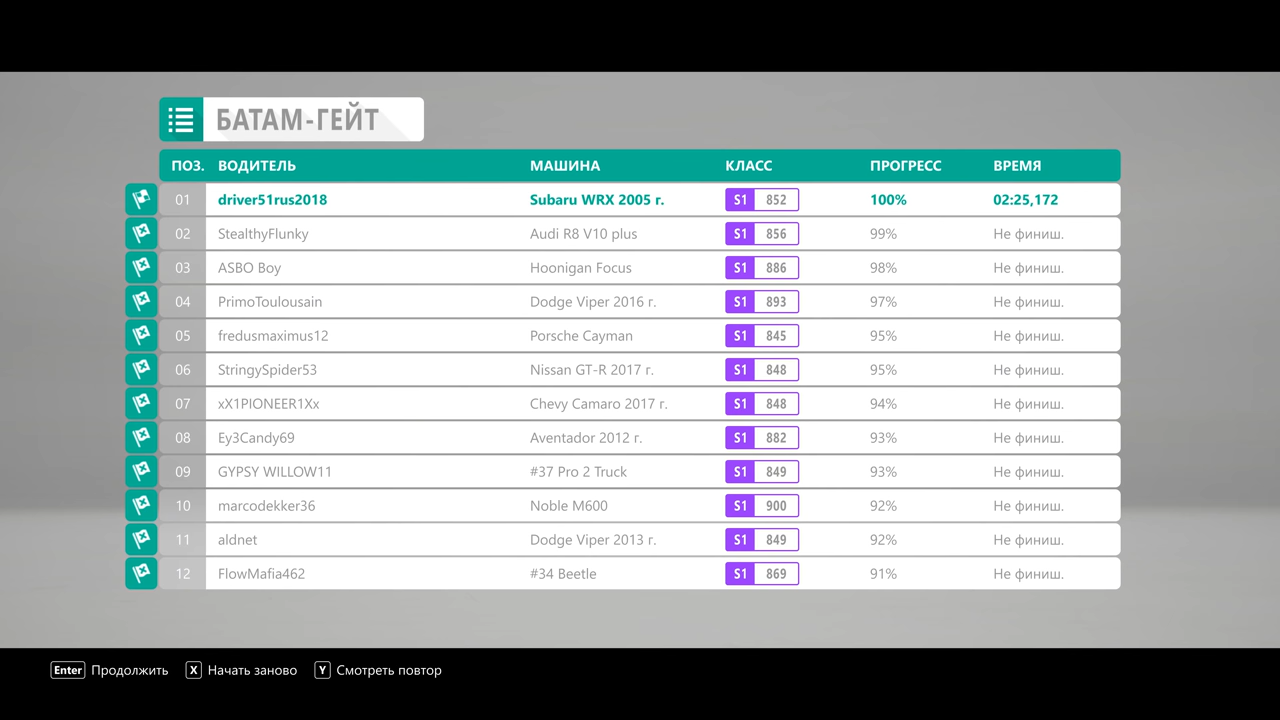 БАТАМ-ГЕЙТ
ПОЗ. ВОДИТЕЛЬ МАШИНА КЛАСС ПРОГРЕСС ВРЕМЯ
01 driver51rus2018 Subaru WRX 2005 г. S1 852 100% 02:25,172
02 StealthyFlunky Audi R8 V10 plus S1 856 99% Не финиш.
03 ASBO Boy Hoonigan Focus S1 886 98% Не финиш.
04 PrimoToulousain Dodge Viper 2016 г. S1 893 97% Не финиш.
05 fredusmaximus12 Porsche Cayman S1 845 95% Не финиш.
06 StringySpider53 Nissan GT-R 2017 г. S1 848 95% Не финиш.
07 xX1PIONEER1Xx Chevy Camaro 2017 г. S1 848 94% Не финиш.
08 Ey3Candy69 Aventador 2012 г. S1 882 93% Не финиш.
09 GYPSY WILLOW11 #37 Pro 2 Truck S1 849 93% Не финиш.
10 marcodekker36 Noble M600 S1 900 92% Не финиш.
11 aldnet Dodge Viper 2013 г. S1 849 92% Не финиш.
12 FlowMafia462 #34 Beetle S1 869 91% Не финиш.
Enter Продолжить X Начать заново Y Смотреть повтор